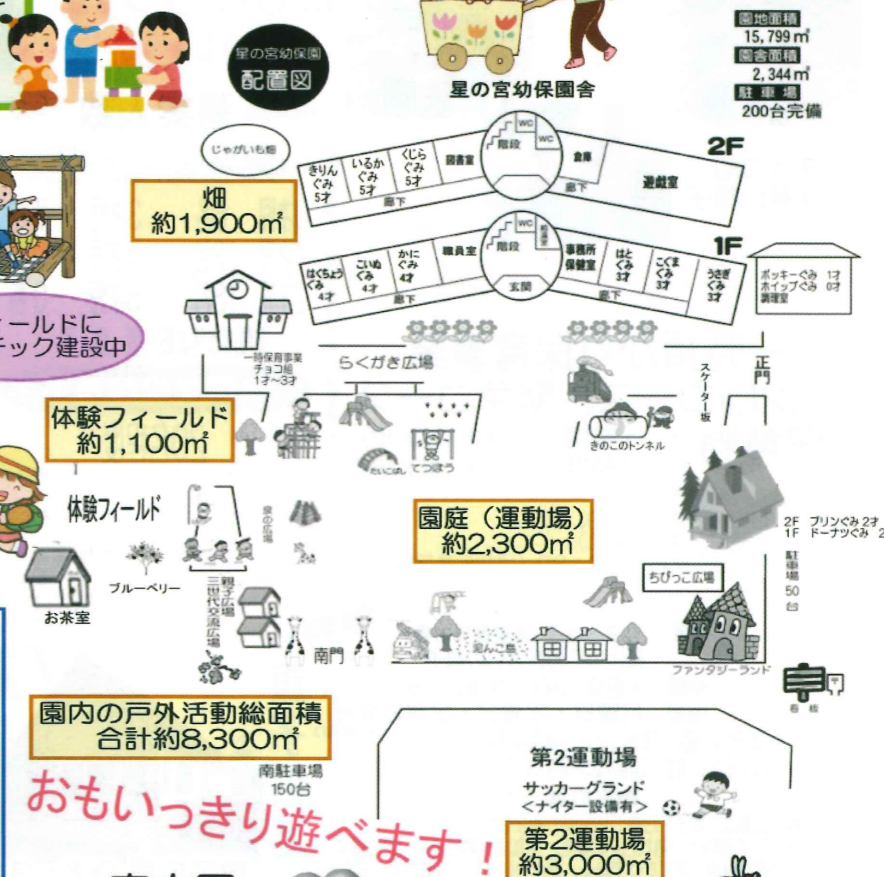 星の宮幼保園
配置図
星の宮幼保園舎
園地面積
15,799㎡
園舎面積
2,344㎡
駐車場
200台完備
じゃがいも畑
畑
約1,900㎡
2F
きりんぐみ 5才
いるかぐみ 5才
くじらぐみ 5才
図書室
階段
WC
WC
倉庫
遊戯室
廊下
廊下
1F
はくちょうぐみ 4才
こいぬぐみ 4才
かにぐみ 4才
職員室
階段
WC
玄関
事務所
保健室
はとぐみ 3才
こぐまぐみ 3才
うさぎぐみ 3才
廊下
廊下
ポッキーぐみ 1才
ホイップぐみ 0才
調理室
ィールドに
チック建設中
一時保育事業
チョコ組
1才～3才
らくがき広場
スケーター坂
正門
体験フィールド
約1,100㎡
たいこばし
てつぼう
きのこのトンネル
体験フィールド
泉の広場
園庭（運動場）
約2,300㎡
2F プリンぐみ 2才
1F ドーナツぐみ 2
駐車場50台
ちびっこ広場
お茶室
ブルーベリー
親子広場
三世代交流広場
南門
泥んこ島
ファンタジーランド
看板
園内の戸外活動総面積
合計約8,300㎡
南駐車場
150台
第2運動場
サッカーグランド
＜ナイター設備有＞
おもいっきり遊べます！
第2運動場
約3,000㎡